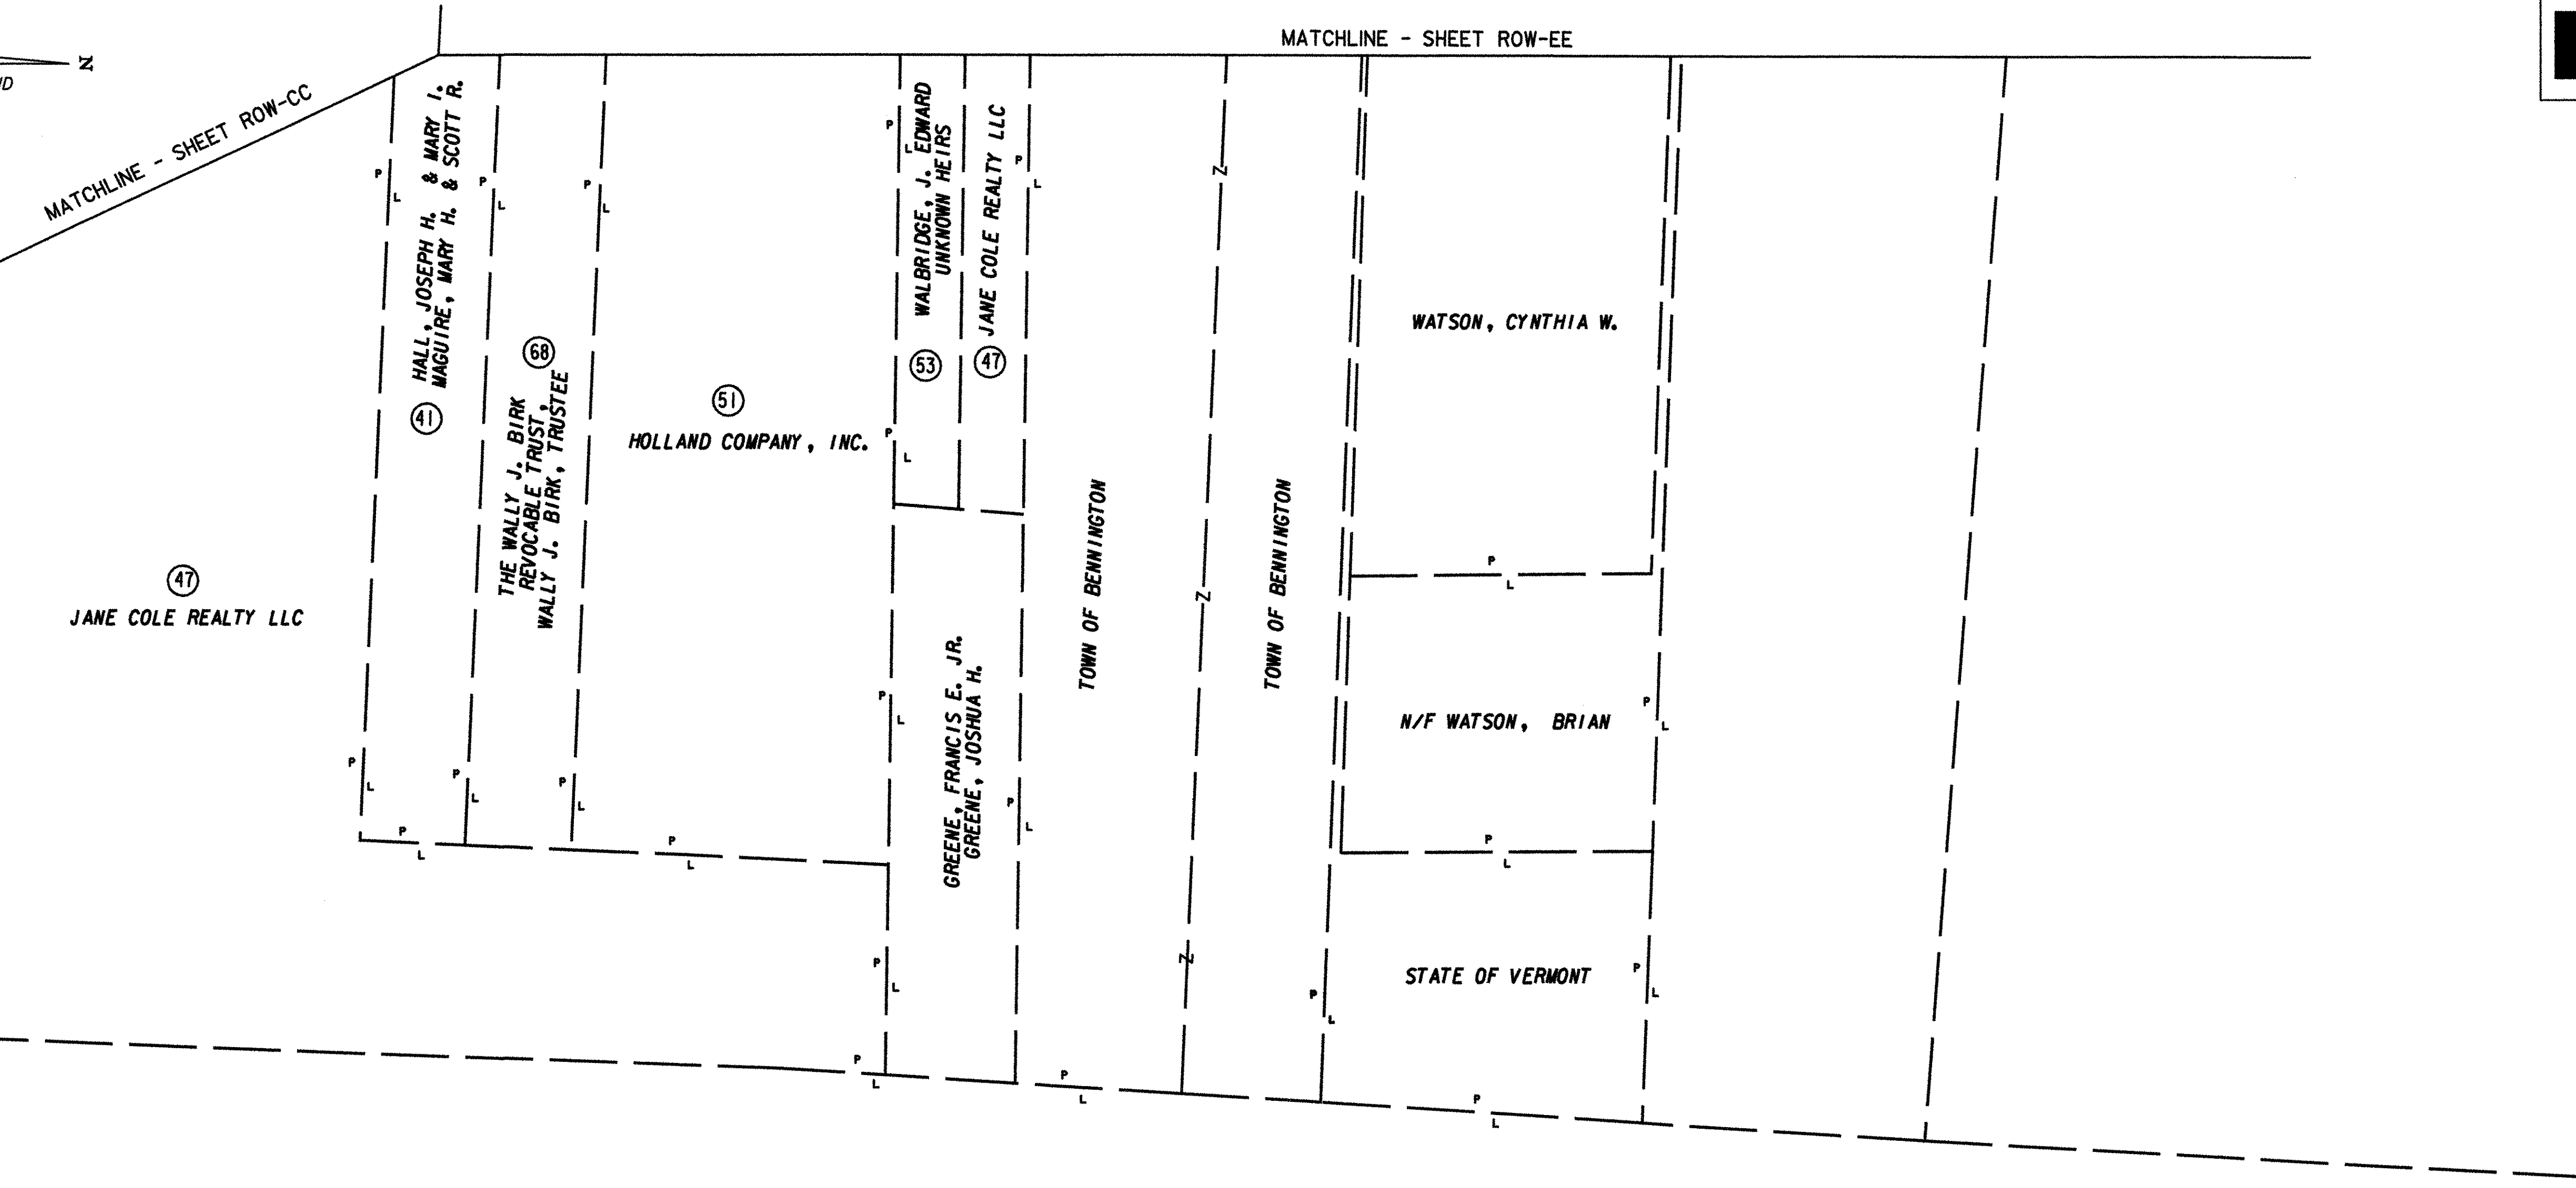 MATCHLINE - SHEET ROW-EE
N
MATCHLINE - SHEET ROW-CC
HALL, JOSEPH H. & MARY I.
MAGUIRE, MARY H. & SCOTT R.
41
68
THE WALLY J. BIRK
REVOCABLE TRUST,
WALLY J. BIRK, TRUSTEE
51
HOLLAND COMPANY, INC.
WALBRIDGE, J. EDWARD
UNKNOWN HEIRS
53
JANE COLE REALTY LLC
47
WATSON, CYNTHIA W.
47
JANE COLE REALTY LLC
TOWN OF BENNINGTON
TOWN OF BENNINGTON
GREENE, FRANCIS E. JR.
GREENE, JOSHUA H.
N/F WATSON, BRIAN
STATE OF VERMONT